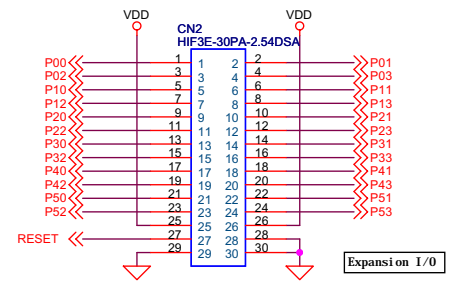 VDD VDD
CN2
HIF3E-30PA-2.54DSA
P00 1 1 2 2 P01
P02 3 3 4 4 P03
P10 5 5 6 6 P11
P12 7 7 8 8 P13
P20 9 9 10 10 P21
P22 11 11 12 12 P23
P30 13 13 14 14 P31
P32 15 15 16 16 P33
P40 17 17 18 18 P41
P42 19 19 20 20 P43
P50 21 21 22 22 P51
P52 23 23 24 24 P53
25 25 26 26
RESET 27 27 28 28
29 29 30 30
Expansion I/O